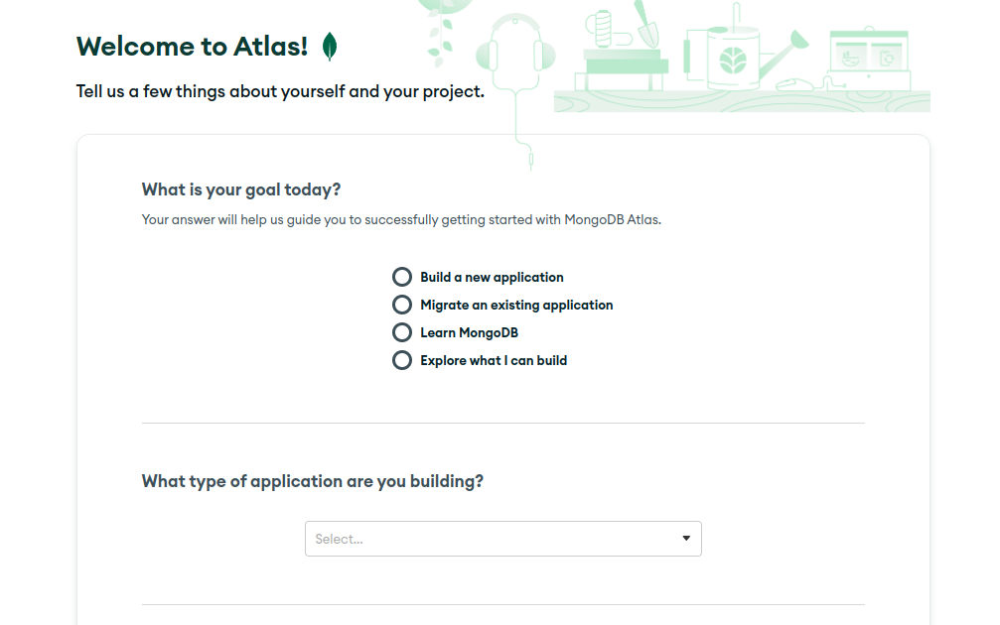 Welcome to Atlas!
Tell us a few things about yourself and your project.
What is your goal today?
Your answer will help us guide you to successfully getting started with MongoDB Atlas.
Build a new application
Migrate an existing application
Learn MongoDB
Explore what I can build
What type of application are you building?
Select...